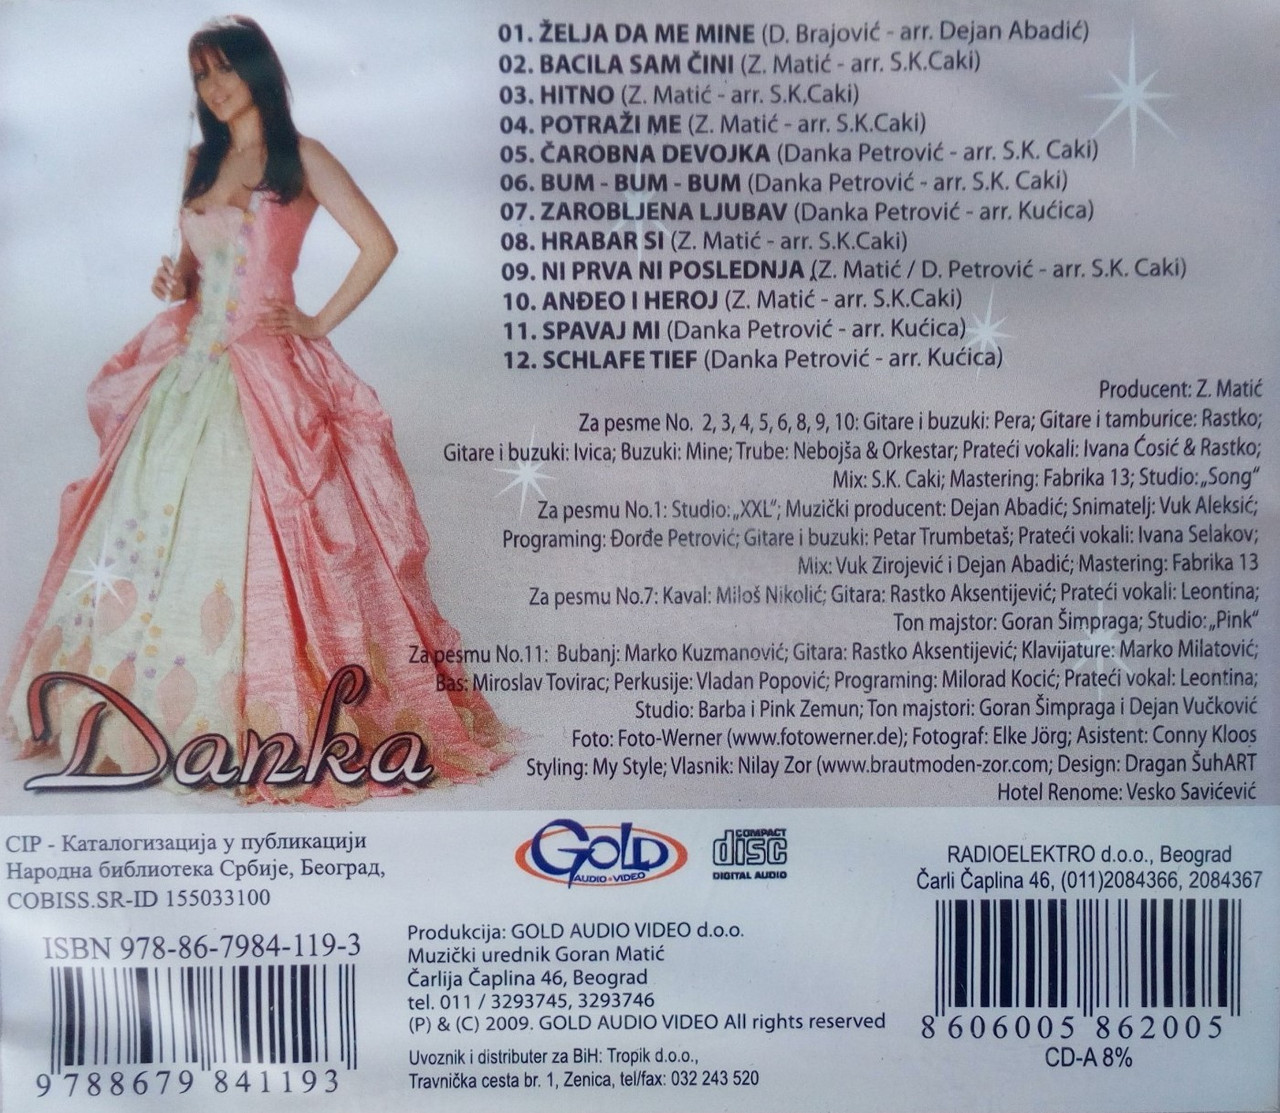 01. ŽELJA DA ME MINE (D. Brajović - arr. Dejan Abadić)
02. BACILA SAM ČINI (Z. Matić - arr. S.K.Caki)
03. HITNO (Z. Matić - arr. S.K.Caki)
04. POTRAŽI ME (Z. Matić - arr. S.K.Caki)
05. ČAROBNA DEVOJKA (Danka Petrović - arr. S.K. Caki)
06. BUM - BUM - BUM (Danka Petrović - arr. S.K. Caki)
07. ZAROBLJENA LJUBAV (Danka Petrović - arr. Kućica)
08. HRABAR SI (Z. Matić - arr. S.K.Caki)
09. NI PRVA NI POSLEDNJA (Z. Matić / D. Petrović - arr. S.K. Caki)
10. ANĐEO I HEROJ (Z. Matić - arr. S.K.Caki)
11. SPAVAJ MI (Danka Petrović - arr. Kućica)
12. SCHLAFE TIEF (Danka Petrović - arr. Kućica)
Producent: Z. Matić
Za pesme No. 2, 3, 4, 5, 6, 8, 9, 10: Gitare i buzuki: Pera; Gitare i tamburice: Rastko;
Gitare i buzuki: Ivica; Buzuki: Mine; Trube: Nebojša & Orkestar; Prateći vokali: Ivana Ćosić & Rastko;
Mix: S.K. Caki; Mastering: Fabrika 13; Studio:„Song“
Za pesmu No.1: Studio:„XXL“; Muzički producent: Dejan Abadić; Snimatelj: Vuk Aleksić;
Programing: Đorđe Petrović; Gitare i buzuki: Petar Trumbetaš; Prateći vokali: Ivana Selakov;
Mix: Vuk Zirojević i Dejan Abadić; Mastering: Fabrika 13
Za pesmu No.7: Kaval: Miloš Nikolić; Gitara: Rastko Aksentijević; Prateći vokali: Leontina;
Ton majstor: Goran Šimpraga; Studio:„Pink“
Za pesmu No.11: Bubanj: Marko Kuzmanović; Gitara: Rastko Aksentijević; Klavijature: Marko Milatović;
Bas: Miroslav Tovirac; Perkusije: Vladan Popović; Programing: Milorad Kocić; Prateći vokal: Leontina;
Studio: Barba i Pink Zemun; Ton majstori: Goran Šimpraga i Dejan Vučković
Foto: Foto-Werner (www.fotowerner.de); Fotograf: Elke Jörg; Asistent: Conny Kloos
Styling: My Style; Vlasnik: Nilay Zor (www.brautmoden-zor.com; Design: Dragan ŠuhART
Hotel Renome: Vesko Savićević
Danka
CIP - Каталогизација у публикацији
Народна библиотека Србије, Београд,
COBISS.SR-ID 155033100
ISBN 978-86-7984-119-3
9 788679 841193
GOLD
AUDIO•VIDEO
COMPACT
disc
DIGITAL AUDIO
Produkcija: GOLD AUDIO VIDEO d.o.o.
Muzički urednik Goran Matić
Čarlija Čaplina 46, Beograd
tel. 011 / 3293745, 3293746
(P) & (C) 2009. GOLD AUDIO VIDEO All rights reserved
Uvoznik i distributer za BiH: Tropik d.o.o.,
Travnička cesta br. 1, Zenica, tel/fax: 032 243 520
RADIOELEKTRO d.o.o., Beograd
Čarli Čaplina 46, (011)2084366, 2084367
8 606005 862005
CD-A 8%